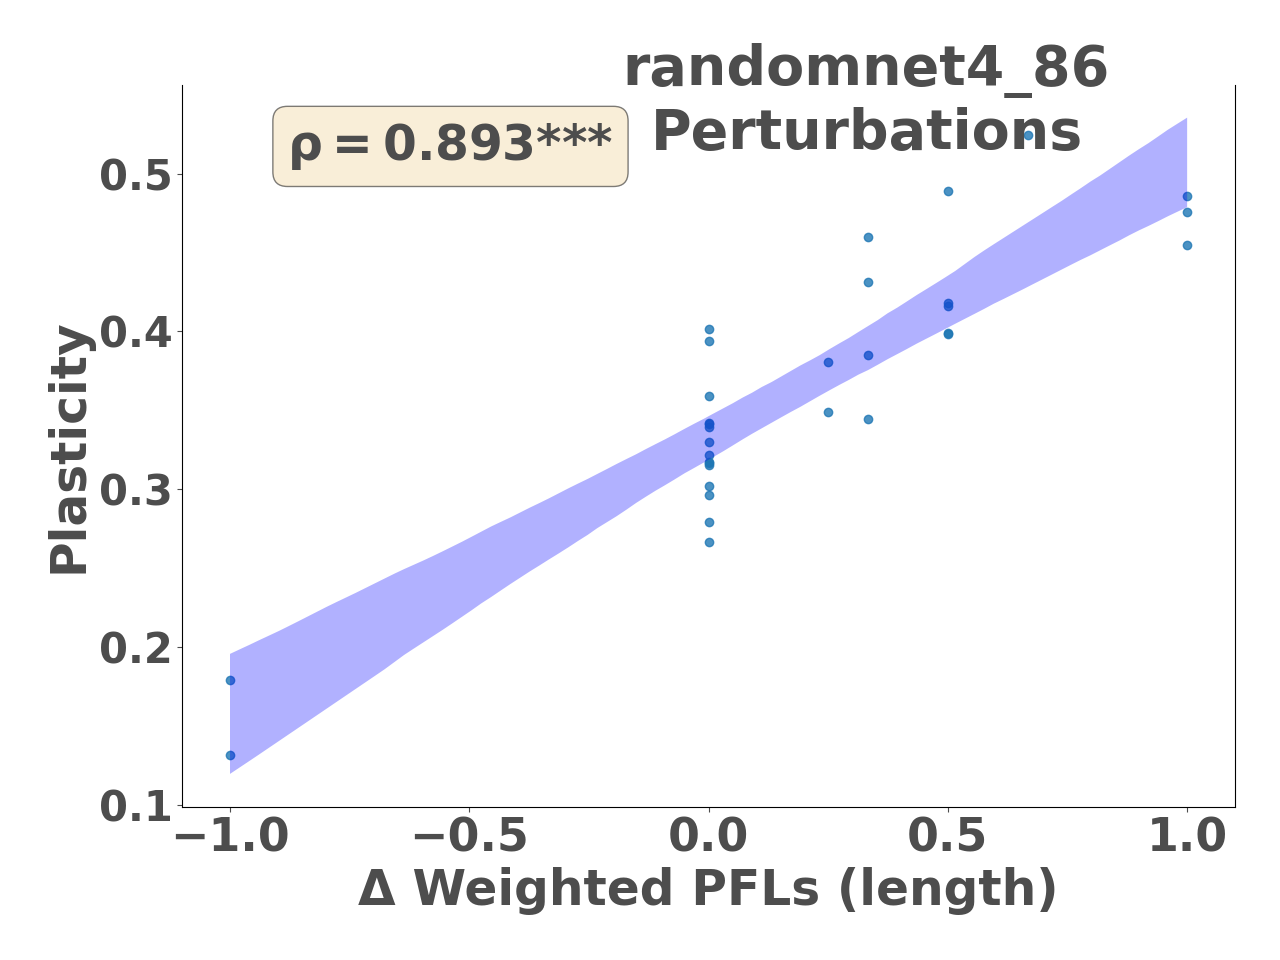 randomnet4_86
Perturbations
ρ = 0.893***
0.5
0.4
0.3
0.2
0.1
Plasticity
−1.0 −0.5 0.0 0.5 1.0
Δ Weighted PFLs (length)